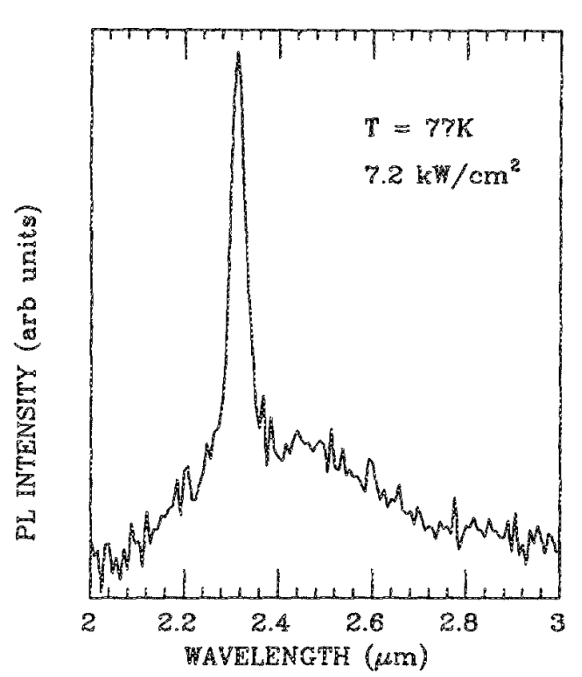 T = 77K
7.2 kW/cm²
PL INTENSITY (arb units)
2 2.2 2.4 2.6 2.8 3
WAVELENGTH (μm)